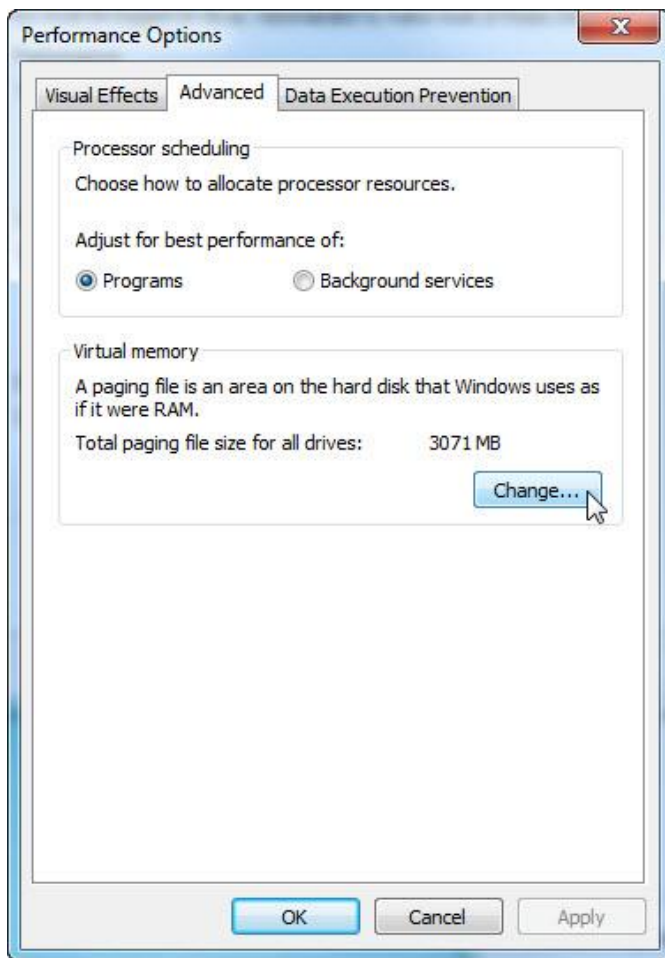 Performance Options
Visual Effects
Advanced
Data Execution Prevention
Processor scheduling
Choose how to allocate processor resources.
Adjust for best performance of:
Programs
Background services
Virtual memory
A paging file is an area on the hard disk that Windows uses as
if it were RAM.
Total paging file size for all drives: 3071 MB
Change...
OK
Cancel
Apply